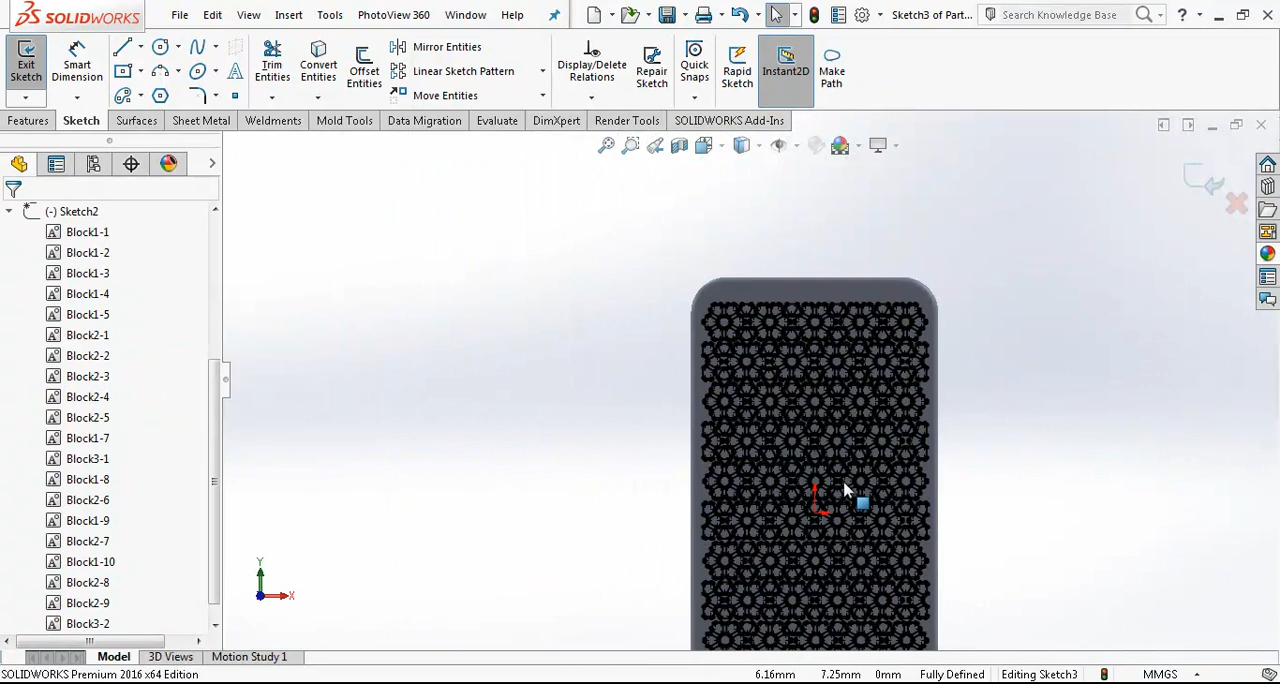 SOLIDWORKS File Edit View Insert Tools PhotoView 360 Window Help Sketch3 of Part... Search Knowledge Base ?
Exit Sketch
Smart Dimension
Trim Entities
Convert Entities
Offset Entities
Mirror Entities
Linear Sketch Pattern
Move Entities
Display/Delete Relations
Repair Sketch
Quick Snaps
Rapid Sketch
Instant2D
Make Path
Features Sketch Surfaces Sheet Metal Weldments Mold Tools Data Migration Evaluate DimXpert Render Tools SOLIDWORKS Add-Ins
(-) Sketch2
Block1-1
Block1-2
Block1-3
Block1-4
Block1-5
Block2-1
Block2-2
Block2-3
Block2-4
Block2-5
Block1-7
Block3-1
Block1-8
Block2-6
Block1-9
Block2-7
Block1-10
Block2-8
Block2-9
Block3-2
Y
X
Model 3D Views Motion Study 1
SOLIDWORKS Premium 2016 x64 Edition 6.16mm 7.25mm 0mm Fully Defined Editing Sketch3 MMGS